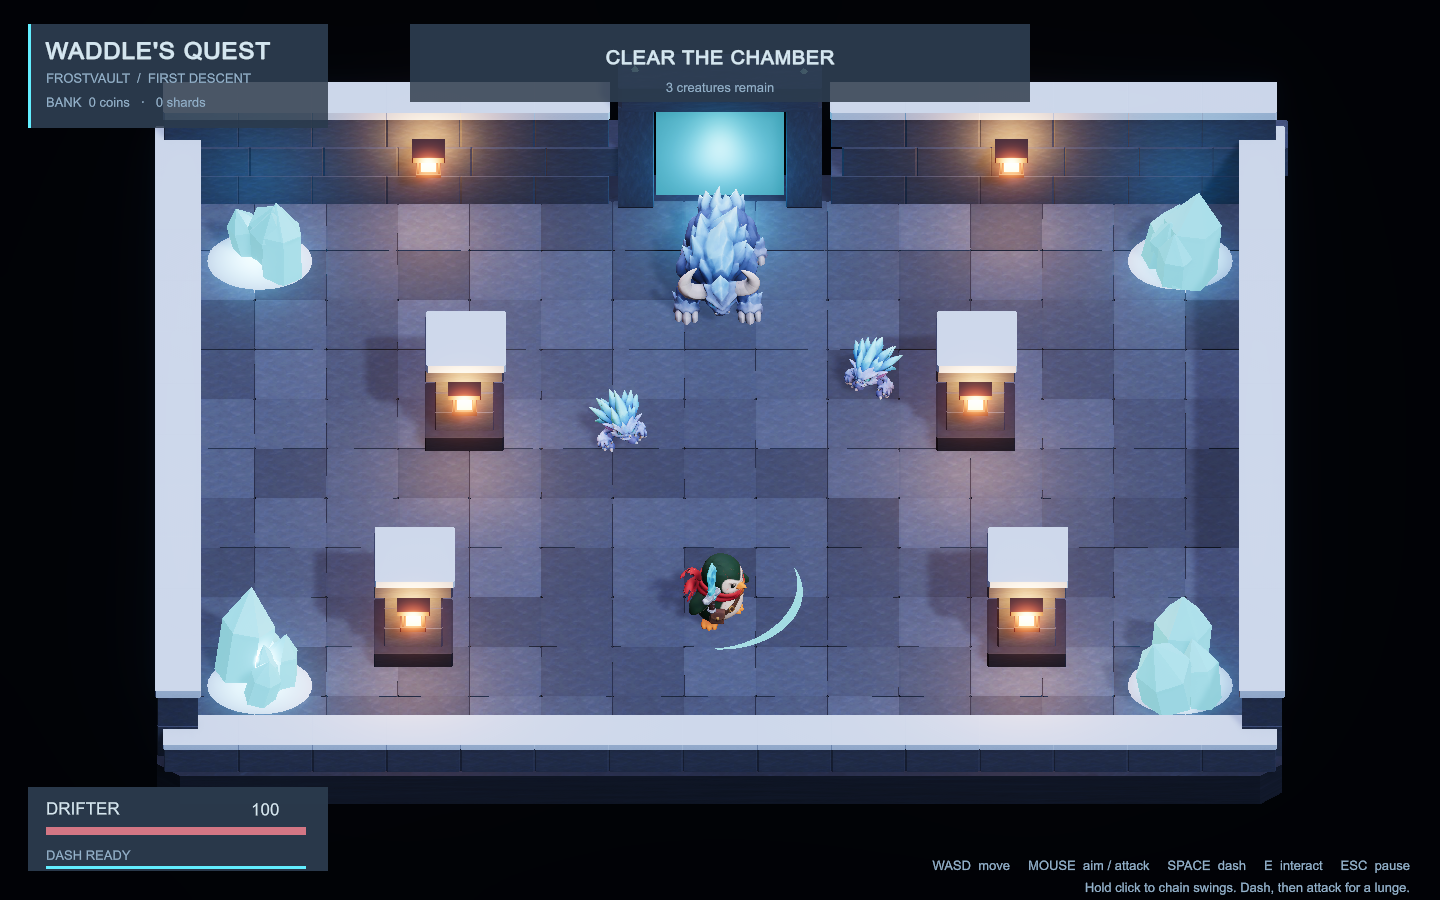 WADDLE'S QUEST
FROSTVAULT / FIRST DESCENT
BANK 0 coins · 0 shards
CLEAR THE CHAMBER
3 creatures remain
DRIFTER 100
DASH READY
WASD move MOUSE aim / attack SPACE dash E interact ESC pause
Hold click to chain swings. Dash, then attack for a lunge.